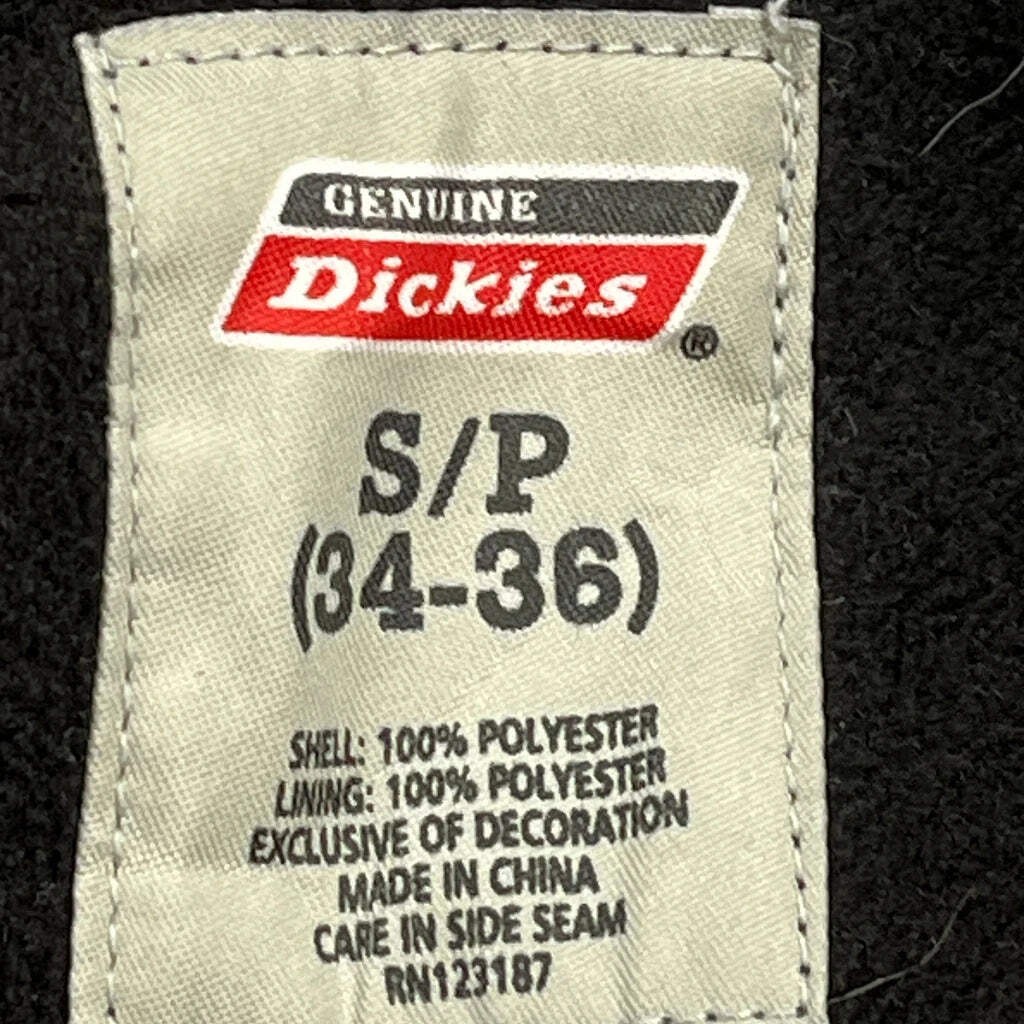 GENUINE
Dickies
®
S/P
(34-36)
SHELL: 100% POLYESTER
LINING: 100% POLYESTER
EXCLUSIVE OF DECORATION
MADE IN CHINA
CARE IN SIDE SEAM
RN123187